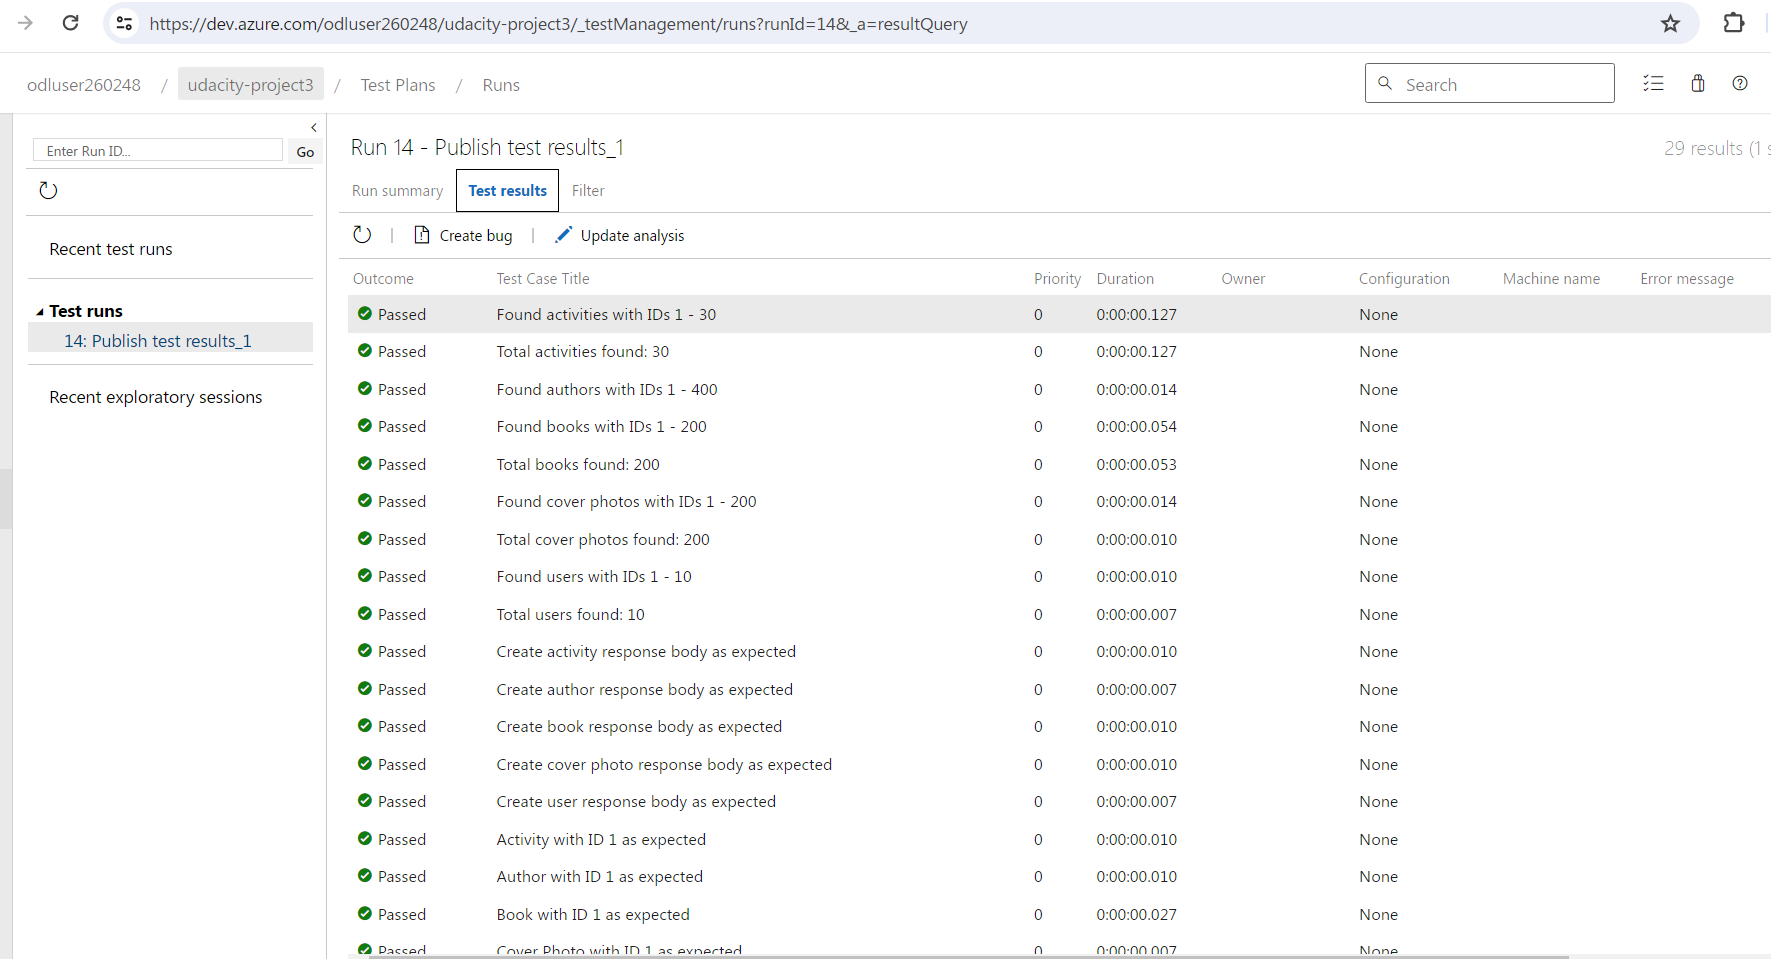 https://dev.azure.com/odluser260248/udacity-project3/_testManagement/runs?runId=14&_a=resultQuery
odluser260248 / udacity-project3 / Test Plans / Runs
Search
Enter Run ID...
Go
Recent test runs
Test runs
14: Publish test results_1
Recent exploratory sessions
Run 14 - Publish test results_1
29 results (1 s
Run summary Test results Filter
Create bug | Update analysis
Outcome Test Case Title Priority Duration Owner Configuration Machine name Error message
Passed Found activities with IDs 1 - 30 0 0:00:00.127 None
Passed Total activities found: 30 0 0:00:00.127 None
Passed Found authors with IDs 1 - 400 0 0:00:00.014 None
Passed Found books with IDs 1 - 200 0 0:00:00.054 None
Passed Total books found: 200 0 0:00:00.053 None
Passed Found cover photos with IDs 1 - 200 0 0:00:00.014 None
Passed Total cover photos found: 200 0 0:00:00.010 None
Passed Found users with IDs 1 - 10 0 0:00:00.010 None
Passed Total users found: 10 0 0:00:00.007 None
Passed Create activity response body as expected 0 0:00:00.010 None
Passed Create author response body as expected 0 0:00:00.007 None
Passed Create book response body as expected 0 0:00:00.010 None
Passed Create cover photo response body as expected 0 0:00:00.010 None
Passed Create user response body as expected 0 0:00:00.007 None
Passed Activity with ID 1 as expected 0 0:00:00.010 None
Passed Author with ID 1 as expected 0 0:00:00.010 None
Passed Book with ID 1 as expected 0 0:00:00.027 None
Passed Cover Photo with ID 1 as expected 0 0:00:00.007 None